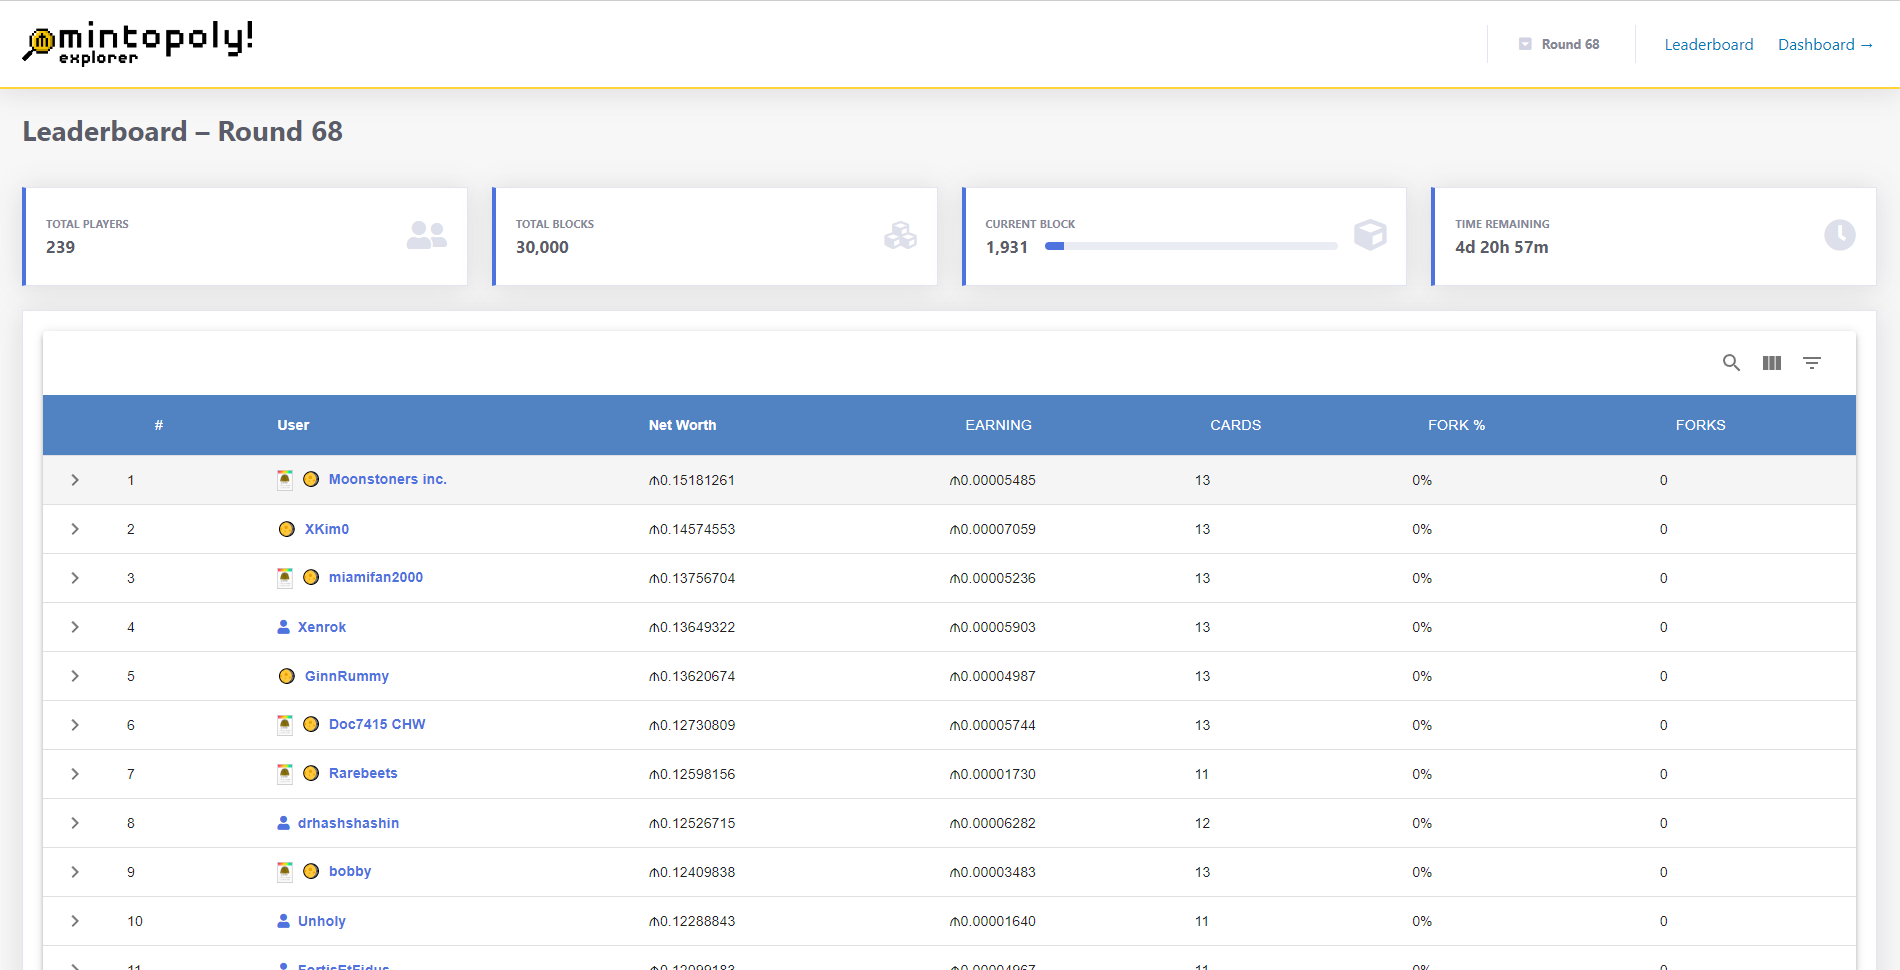 mintopoly!
explorer
Round 68
Leaderboard
Dashboard →
Leaderboard – Round 68
TOTAL PLAYERS
239
TOTAL BLOCKS
30,000
CURRENT BLOCK
1,931
TIME REMAINING
4d 20h 57m
# User Net Worth EARNING CARDS FORK % FORKS
1 Moonstoners inc. ₼0.15181261 ₼0.00005485 13 0% 0
2 XKim0 ₼0.14574553 ₼0.00007059 13 0% 0
3 miamifan2000 ₼0.13756704 ₼0.00005236 13 0% 0
4 Xenrok ₼0.13649322 ₼0.00005903 13 0% 0
5 GinnRummy ₼0.13620674 ₼0.00004987 13 0% 0
6 Doc7415 CHW ₼0.12730809 ₼0.00005744 13 0% 0
7 Rarebeets ₼0.12598156 ₼0.00001730 11 0% 0
8 drhashshashin ₼0.12526715 ₼0.00006282 12 0% 0
9 bobby ₼0.12409838 ₼0.00003483 13 0% 0
10 Unholy ₼0.12288843 ₼0.00001640 11 0% 0
11 FortisEtFidus ₼0.12099183 ₼0.00004967 11 0% 0